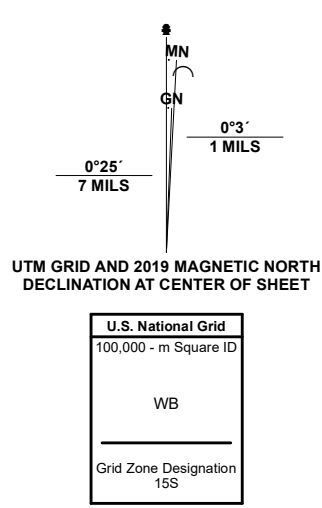 MN
GN
0°3´
1 MILS
0°25´
7 MILS
UTM GRID AND 2019 MAGNETIC NORTH
DECLINATION AT CENTER OF SHEET
U.S. National Grid
100,000 - m Square ID
WB
Grid Zone Designation
15S